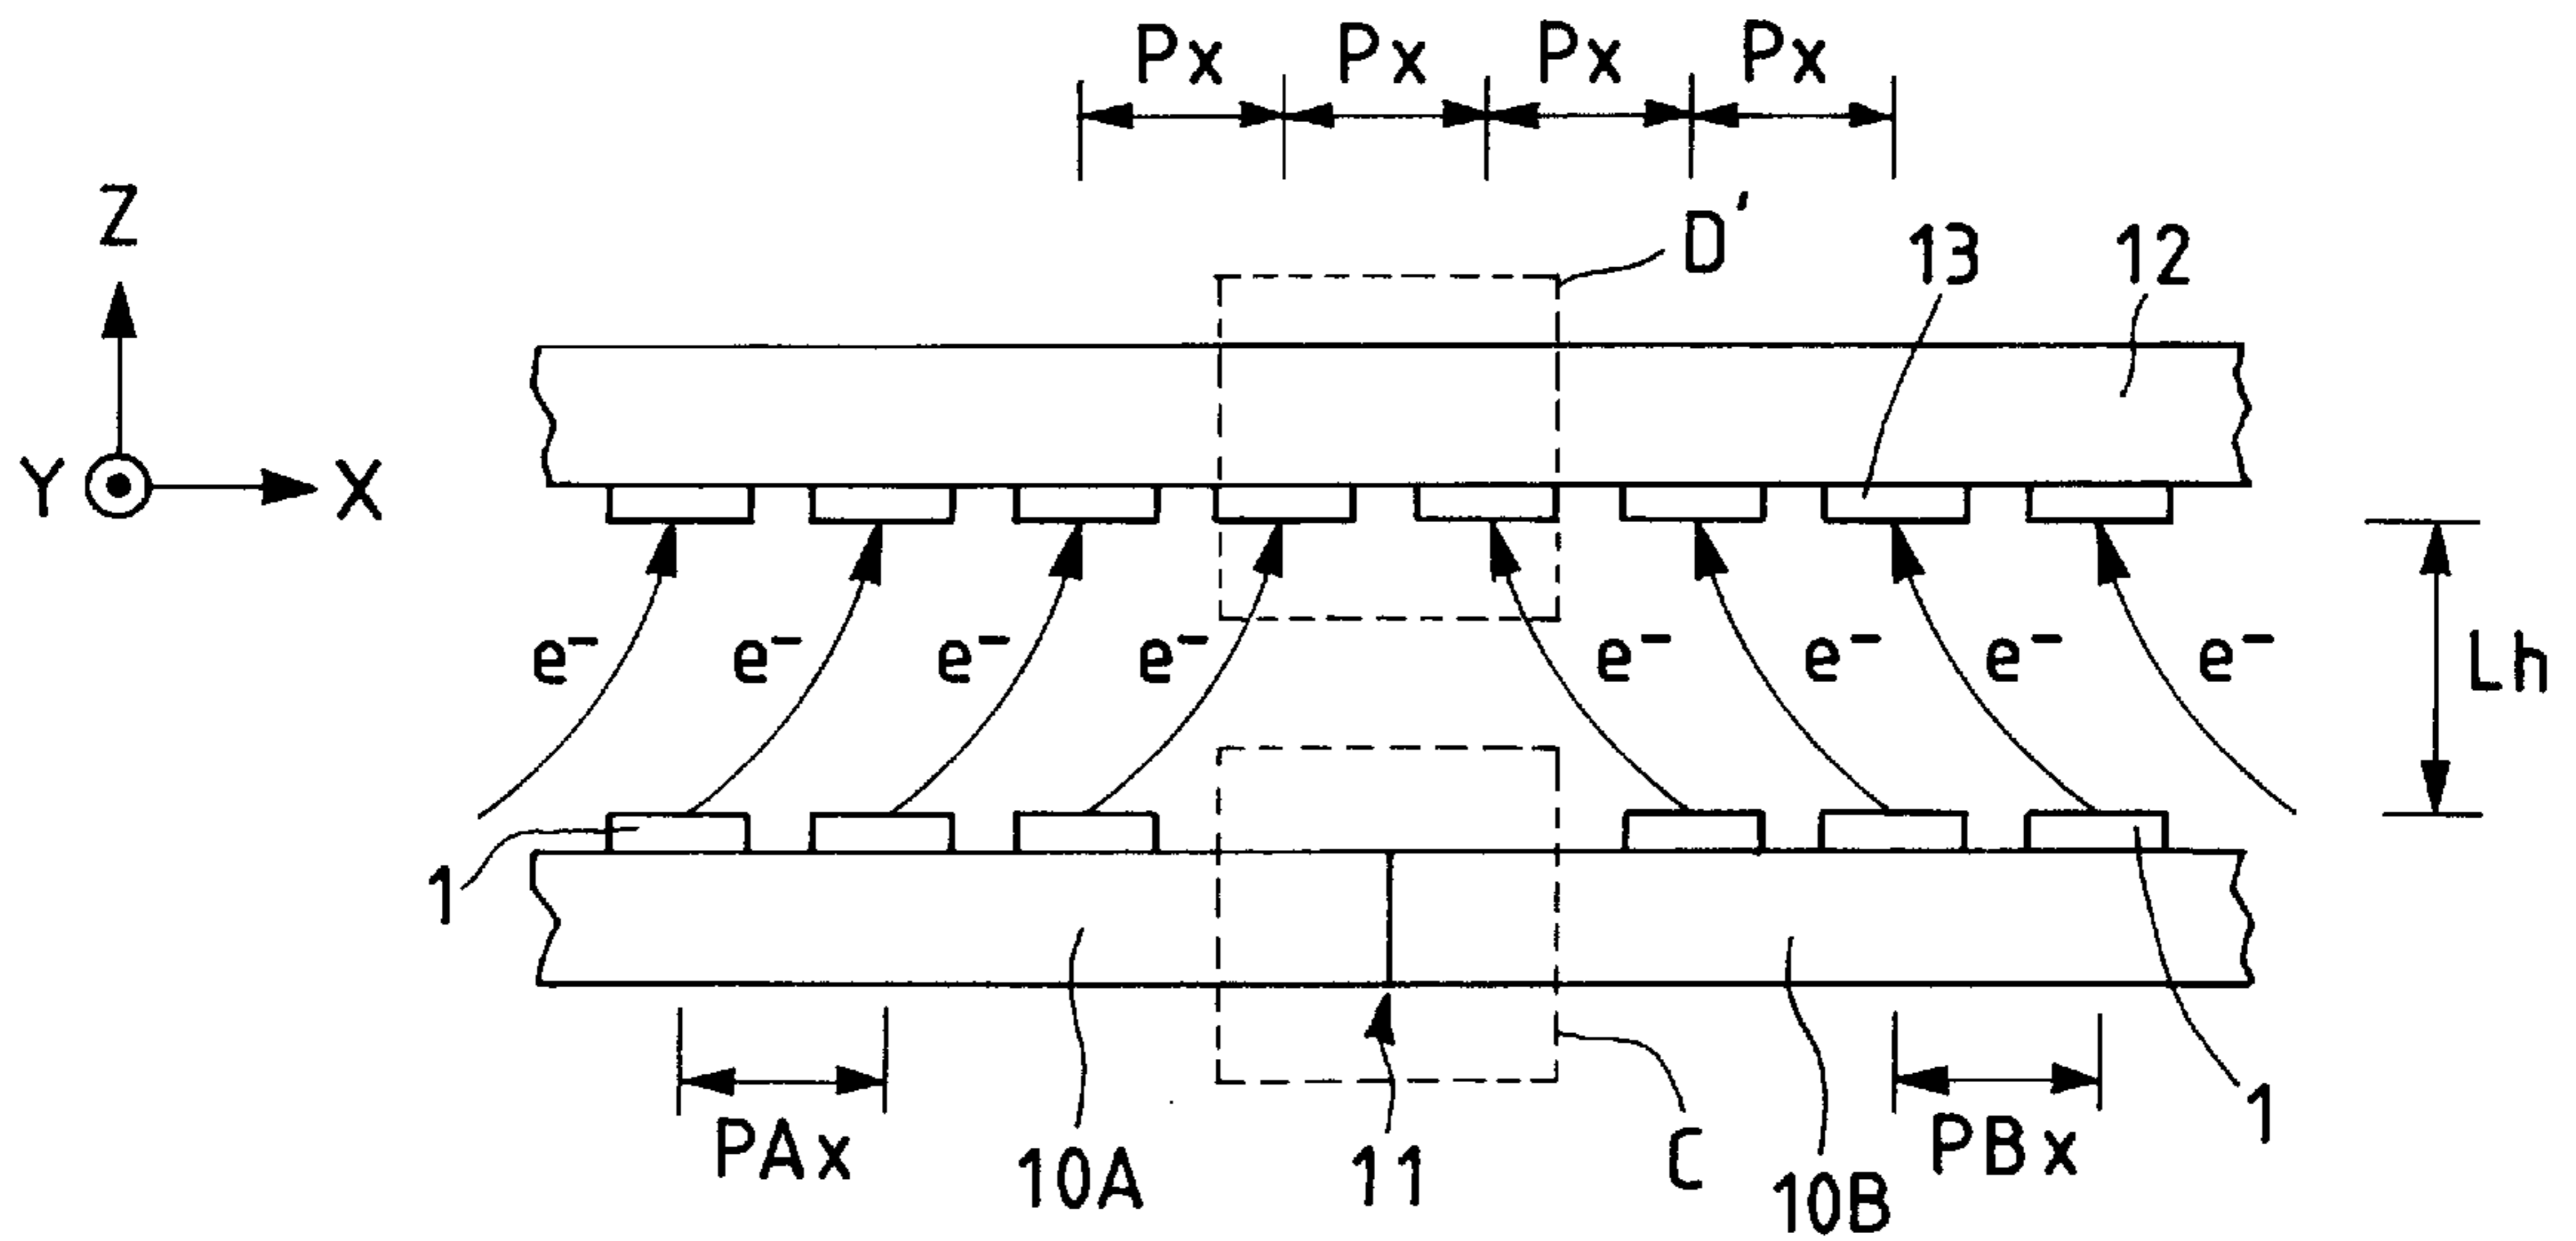 Px Px Px Px
Z
D'
13
12
Y
X
e⁻ e⁻ e⁻ e⁻ e⁻ e⁻ e⁻ e⁻
Lh
1
1
PAx
10A
11
C
10B
PBx